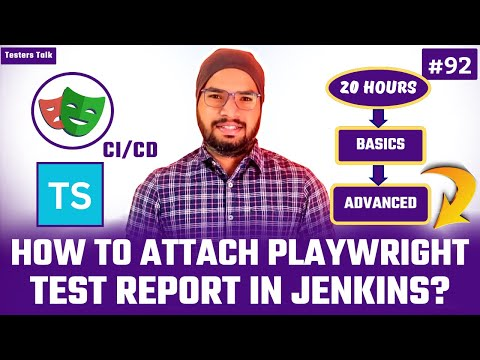 Testers Talk
#92
CI/CD
TS
20 HOURS
BASICS
ADVANCED
HOW TO ATTACH PLAYWRIGHT
TEST REPORT IN JENKINS?